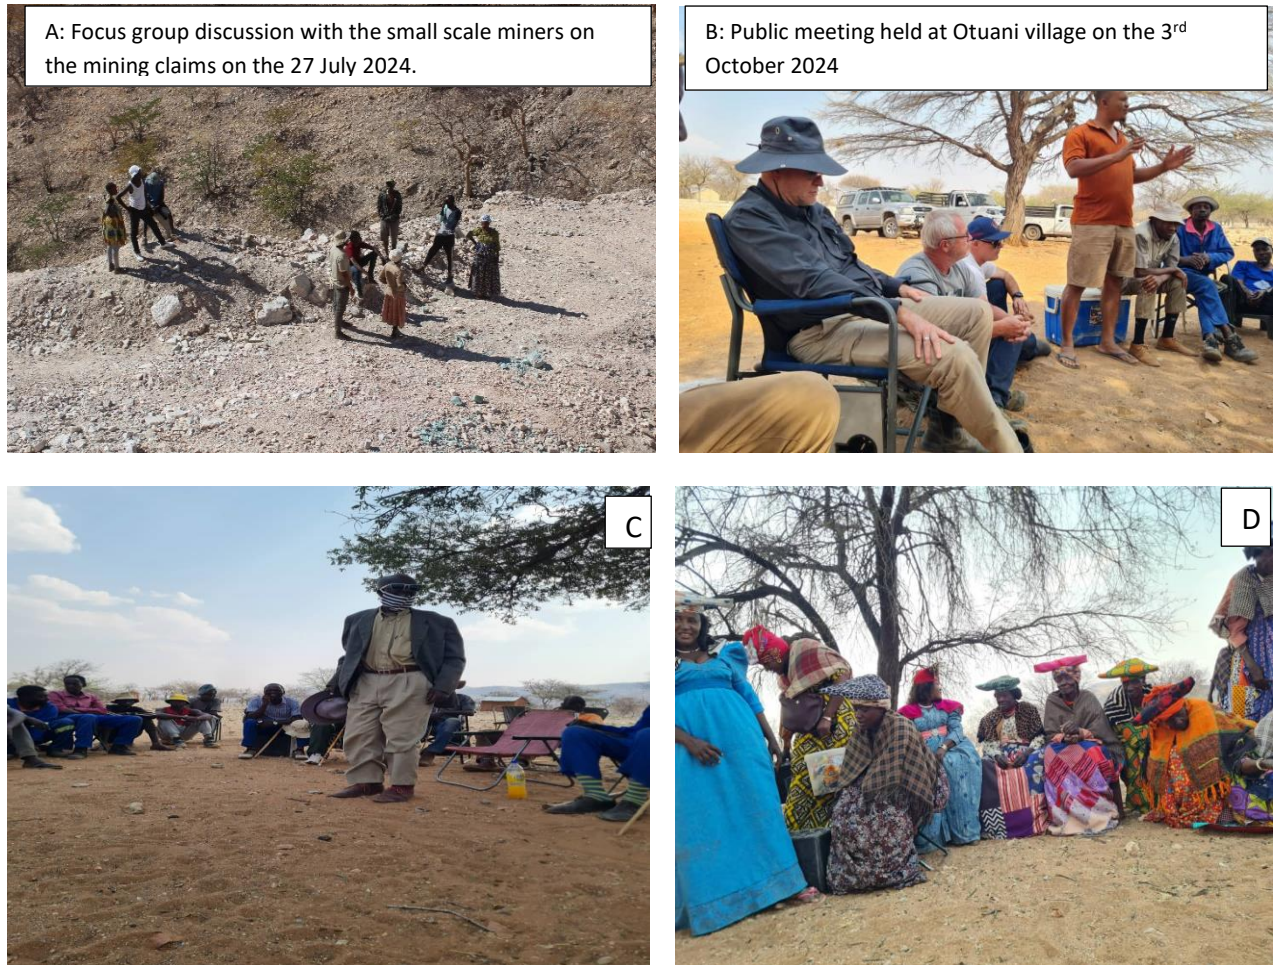 A: Focus group discussion with the small scale miners on
the mining claims on the 27 July 2024.
B: Public meeting held at Otuani village on the 3rd
October 2024
C
D